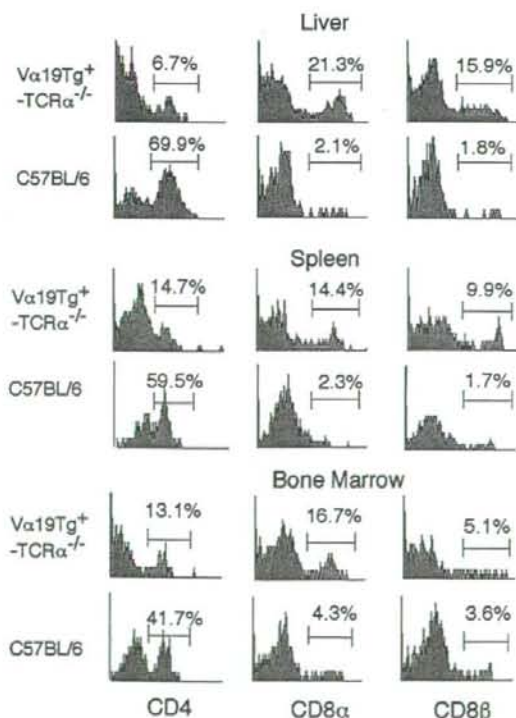 Liver
Vα19Tg+ 6.7% 21.3% 15.9%
-TCRα-/-
C57BL/6 69.9% 2.1% 1.8%
Spleen
Vα19Tg+ 14.7% 14.4% 9.9%
-TCRα-/-
C57BL/6 59.5% 2.3% 1.7%
Bone Marrow
Vα19Tg+ 13.1% 16.7% 5.1%
-TCRα-/-
C57BL/6 41.7% 4.3% 3.6%
CD4 CD8α CD8β